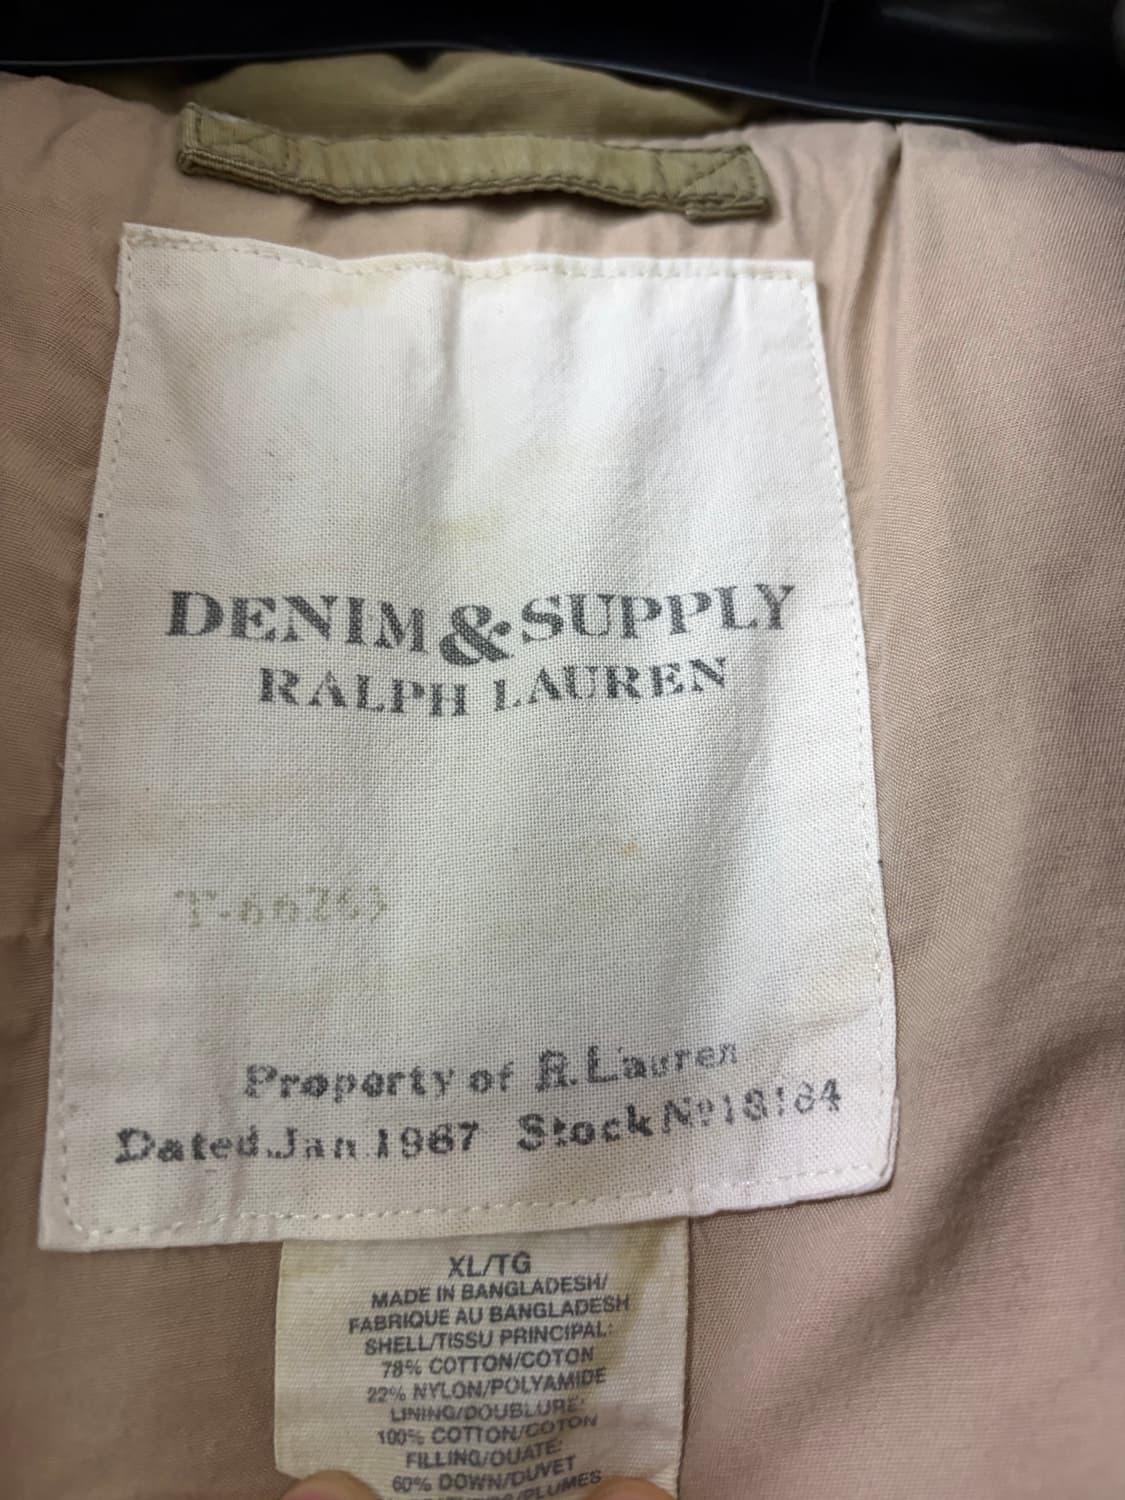 DENIM & SUPPLY
RALPH LAUREN
T-66263
Property of R. Lauren
Dated Jan 1967 Stock No 18184
XL/TG
MADE IN BANGLADESH/
FABRIQUE AU BANGLADESH
SHELL/TISSU PRINCIPAL:
78% COTTON/COTON
22% NYLON/POLYAMIDE
LINING/DOUBLURE:
100% COTTON/COTON
FILLING/OUATE:
60% DOWN/DUVET